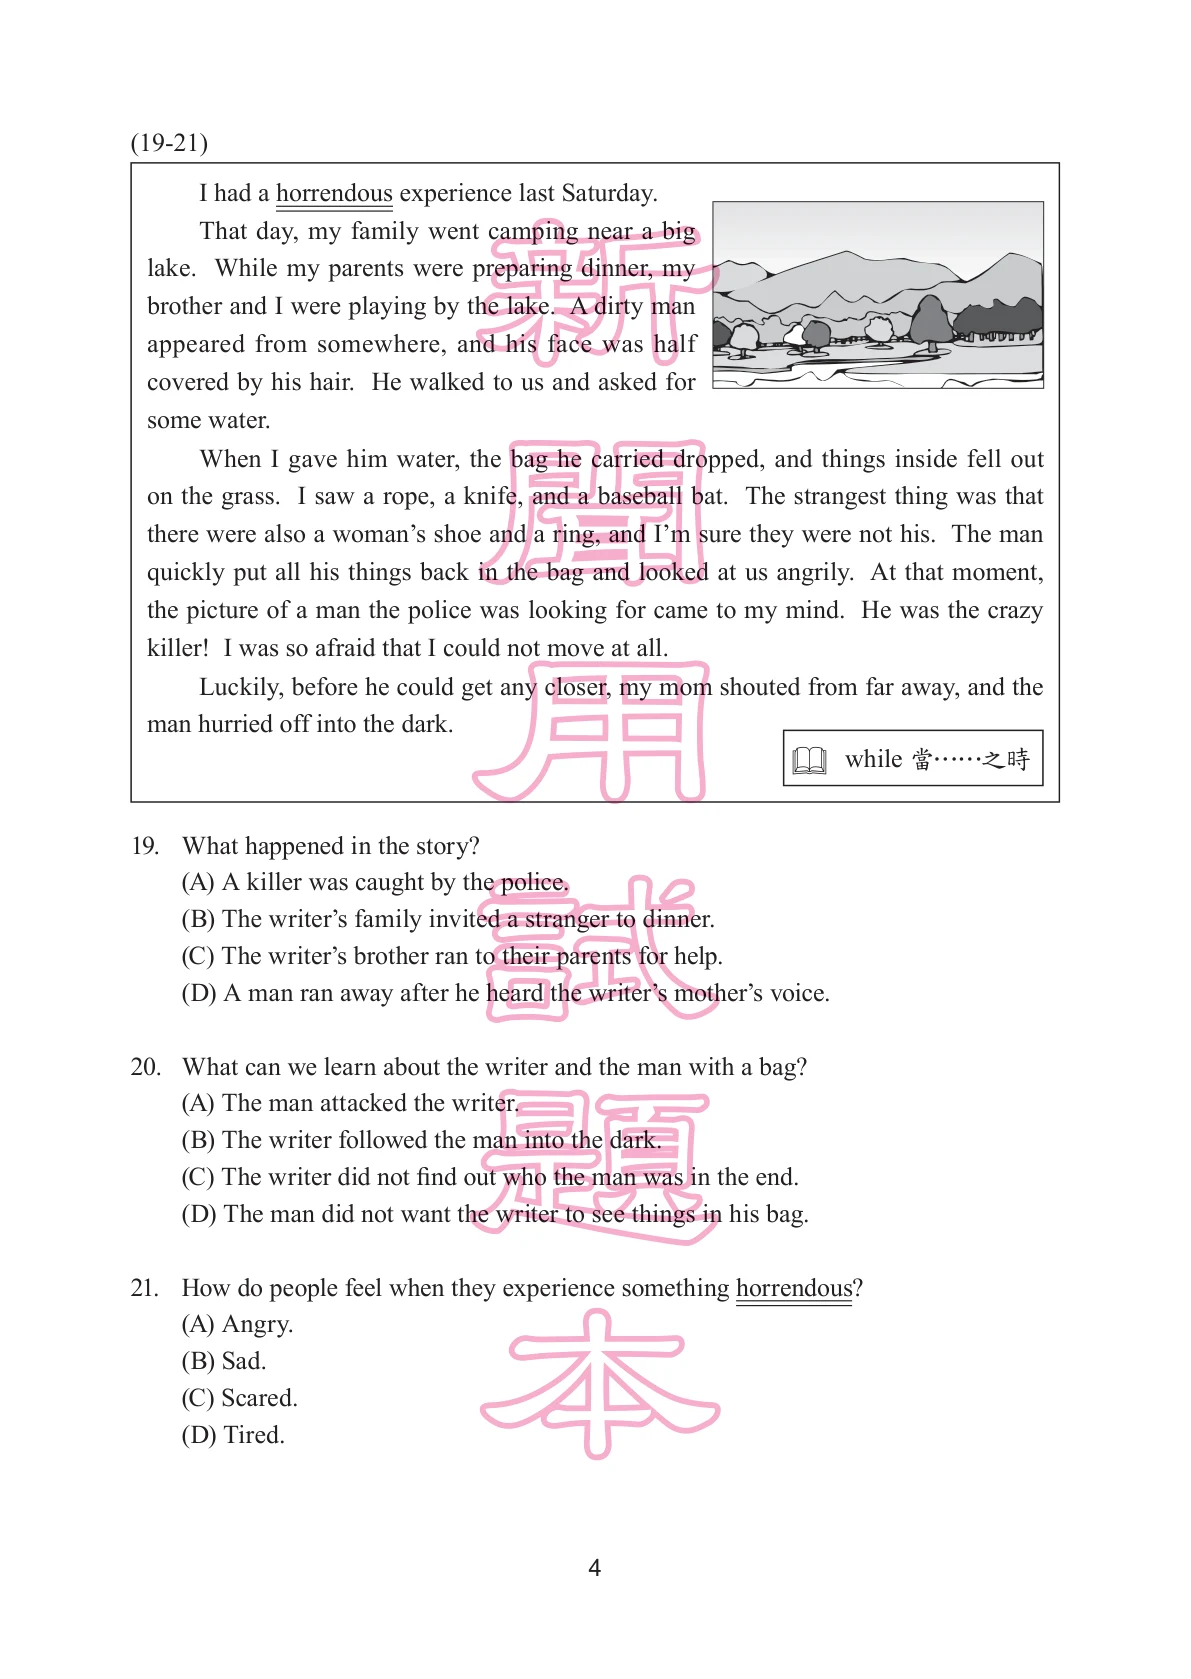 (19-21)
I had a horrendous experience last Saturday.
That day, my family went camping near a big
lake. While my parents were preparing dinner, my
brother and I were playing by the lake. A dirty man
appeared from somewhere, and his face was half
covered by his hair. He walked to us and asked for
some water.
When I gave him water, the bag he carried dropped, and things inside fell out
on the grass. I saw a rope, a knife, and a baseball bat. The strangest thing was that
there were also a woman's shoe and a ring, and I'm sure they were not his. The man
quickly put all his things back in the bag and looked at us angrily. At that moment,
the picture of a man the police was looking for came to my mind. He was the crazy
killer! I was so afraid that I could not move at all.
Luckily, before he could get any closer, my mom shouted from far away, and the
man hurried off into the dark.
while 當……之時
19. What happened in the story?
(A) A killer was caught by the police.
(B) The writer's family invited a stranger to dinner.
(C) The writer's brother ran to their parents for help.
(D) A man ran away after he heard the writer's mother's voice.
20. What can we learn about the writer and the man with a bag?
(A) The man attacked the writer.
(B) The writer followed the man into the dark.
(C) The writer did not find out who the man was in the end.
(D) The man did not want the writer to see things in his bag.
21. How do people feel when they experience something horrendous?
(A) Angry.
(B) Sad.
(C) Scared.
(D) Tired.
4
新聞用試題本